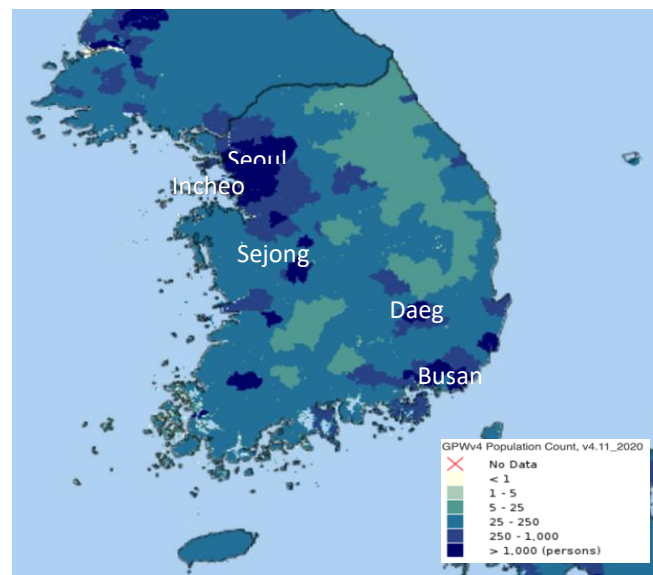 Seoul
Incheo
Sejong
Daeg
Busan
GPWv4 Population Count, v4.11_2020
No Data
< 1
1 - 5
5 - 25
25 - 250
250 - 1,000
> 1,000 (persons)